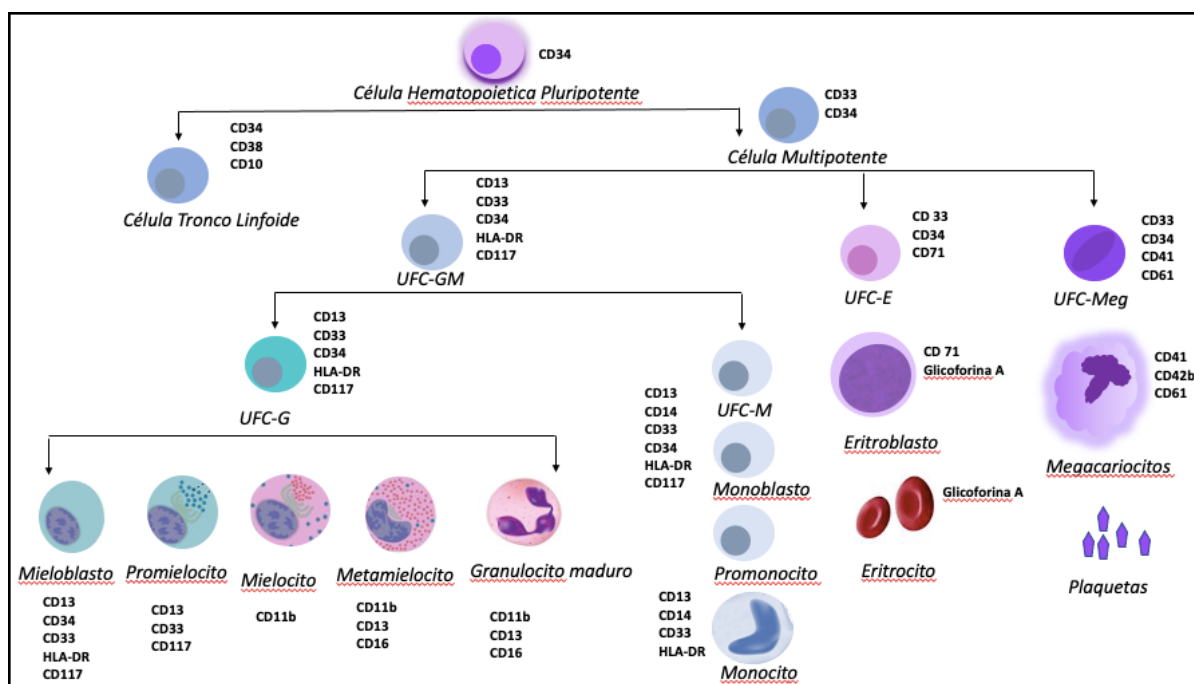 CD34
Célula Hematopoietica Pluripotente
CD33
CD34
Célula Multipotente
CD34
CD38
CD10
Célula Tronco Linfoide
CD13
CD33
CD34
HLA-DR
CD117
UFC-GM
CD 33
CD34
CD71
UFC-E
CD33
CD34
CD41
CD61
UFC-Meg
CD13
CD33
CD34
HLA-DR
CD117
UFC-G
CD13
CD14
CD33
CD34
HLA-DR
CD117
UFC-M
Monoblasto
Promonocito
CD 71
Glicoforina A
Eritroblasto
CD41
CD42b
CD61
Megacariocitos
Glicoforina A
Eritrocito
Plaquetas
Mieloblasto
CD13
CD34
CD33
HLA-DR
CD117
Promielocito
CD13
CD33
CD117
Mielocito
CD11b
Metamielocito
CD11b
CD13
CD16
Granulocito maduro
CD11b
CD13
CD16
CD13
CD14
CD33
HLA-DR
Monocito